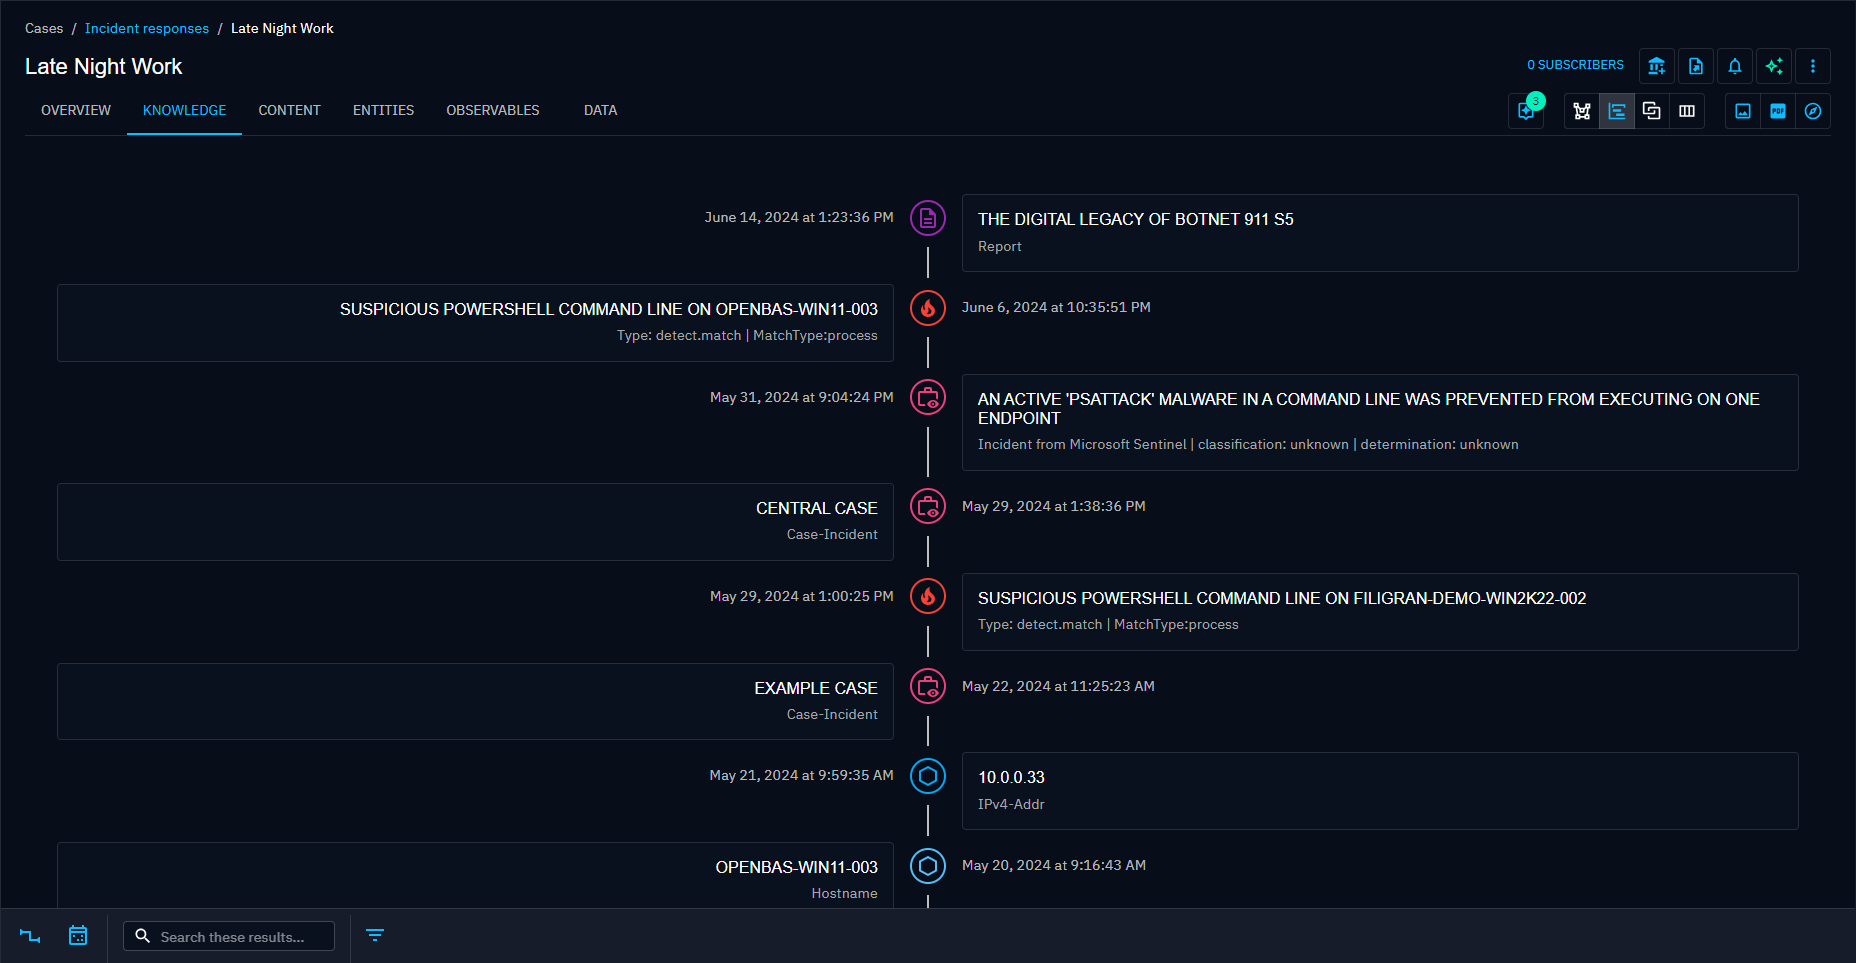 Cases / Incident responses / Late Night Work
Late Night Work
0 SUBSCRIBERS
OVERVIEW KNOWLEDGE CONTENT ENTITIES OBSERVABLES DATA
3
PDF
June 14, 2024 at 1:23:36 PM
THE DIGITAL LEGACY OF BOTNET 911 S5
Report
SUSPICIOUS POWERSHELL COMMAND LINE ON OPENBAS-WIN11-003
Type: detect.match | MatchType:process
June 6, 2024 at 10:35:51 PM
May 31, 2024 at 9:04:24 PM
AN ACTIVE 'PSATTACK' MALWARE IN A COMMAND LINE WAS PREVENTED FROM EXECUTING ON ONE
ENDPOINT
Incident from Microsoft Sentinel | classification: unknown | determination: unknown
CENTRAL CASE
Case-Incident
May 29, 2024 at 1:38:36 PM
May 29, 2024 at 1:00:25 PM
SUSPICIOUS POWERSHELL COMMAND LINE ON FILIGRAN-DEMO-WIN2K22-002
Type: detect.match | MatchType:process
EXAMPLE CASE
Case-Incident
May 22, 2024 at 11:25:23 AM
May 21, 2024 at 9:59:35 AM
10.0.0.33
IPv4-Addr
OPENBAS-WIN11-003
Hostname
May 20, 2024 at 9:16:43 AM
Search these results...